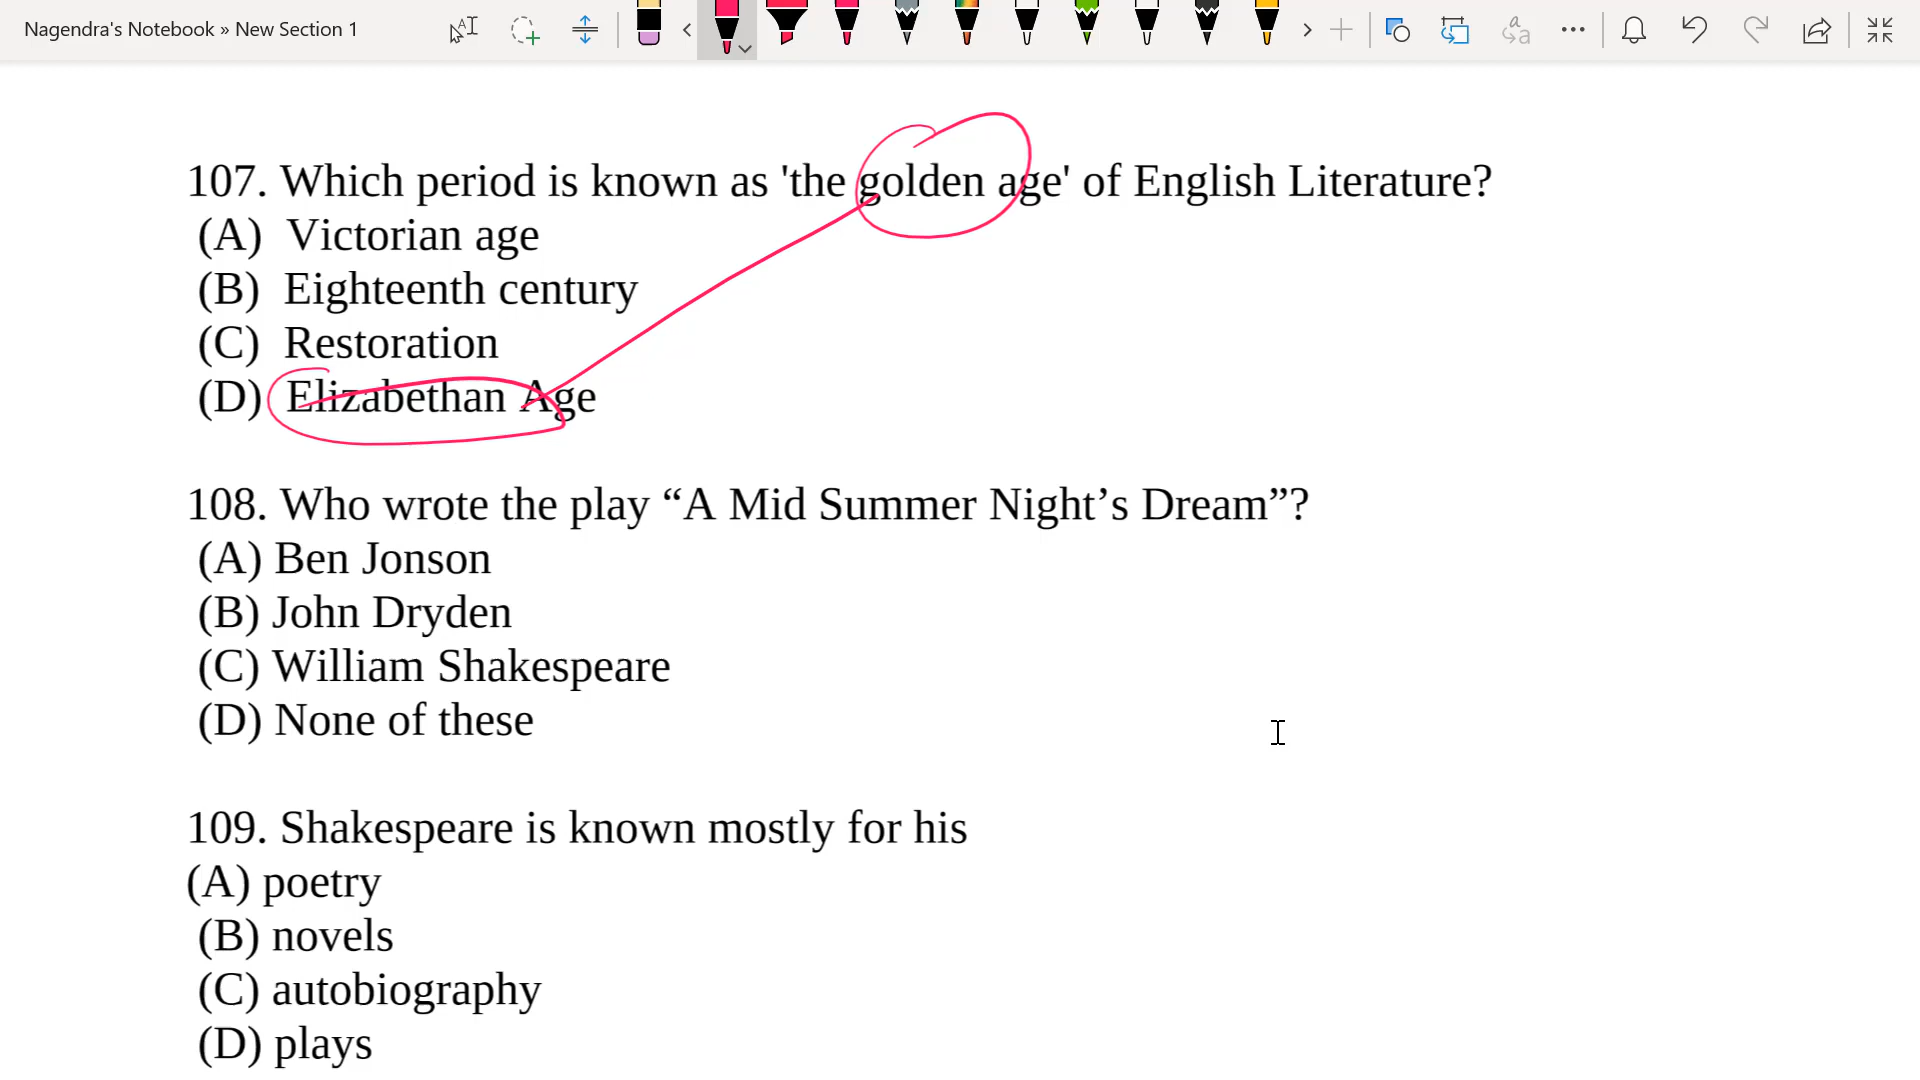 Nagendra's Notebook » New Section 1
107. Which period is known as 'the golden age' of English Literature?
(A) Victorian age
(B) Eighteenth century
(C) Restoration
(D) Elizabethan Age
108. Who wrote the play “A Mid Summer Night’s Dream”?
(A) Ben Jonson
(B) John Dryden
(C) William Shakespeare
(D) None of these
109. Shakespeare is known mostly for his
(A) poetry
(B) novels
(C) autobiography
(D) plays